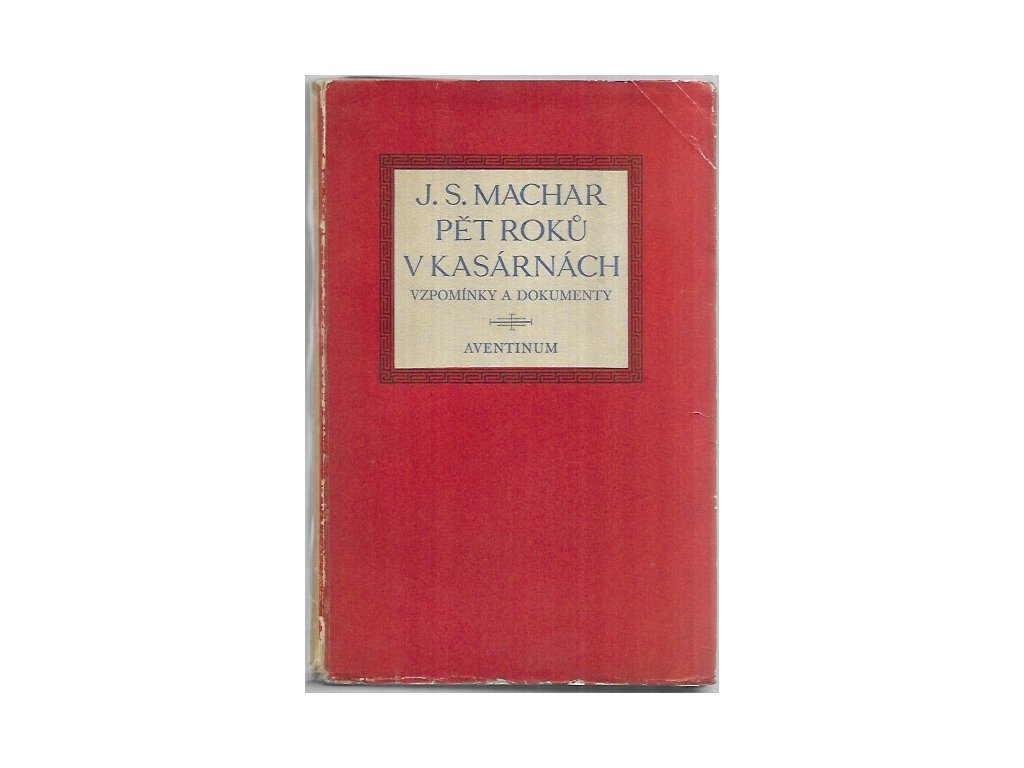 J. S. MACHAR
PĚT ROKŮ
V KASÁRNÁCH
VZPOMÍNKY A DOKUMENTY
AVENTINUM